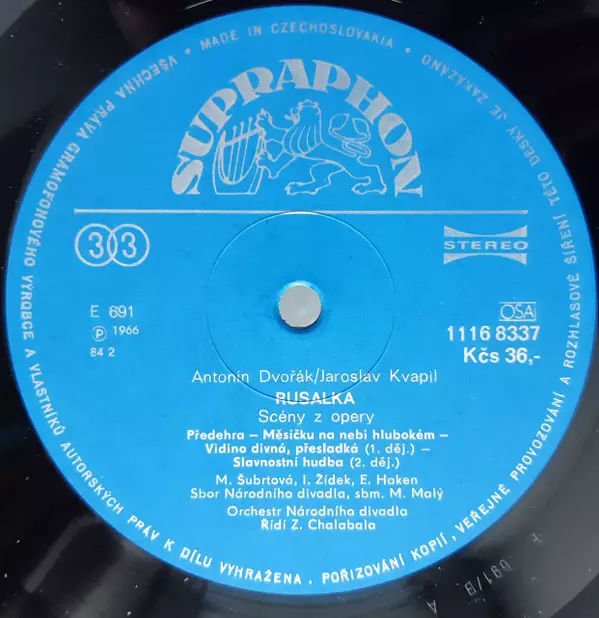 VŠECHNA PRÁVA GRAMOFONOVÉHO VÝROBCE A VLASTNÍKŮ AUTORSKÝCH PRÁV K DÍLU VYHRAŽENA . POŘIZOVÁNÍ KOPIÍ, VEŘEJNÉ PROVOZOVÁNÍ A ROZHLASOVÉ ŠÍŘENÍ TÉTO DESKY JE ZAKÁZÁNO
• MADE IN CZECHOSLOVAKIA •
SUPRAPHON
33
STEREO
E 691
Ⓟ 1966
84 2
OSA
1116 8337
Kčs 36,-
Antonín Dvořák/Jaroslav Kvapil
RUSALKA
Scény z opery
Předehra – Měsíčku na nebi hlubokém –
Vidino divná, přesladká (1. děj.) –
Slavnostní hudba (2. děj.)
M. Šubrtová, I. Žídek, E. Haken
Sbor Národního divadla, sbm. M. Malý
Orchestr Národního divadla
Řídí Z. Chalabala